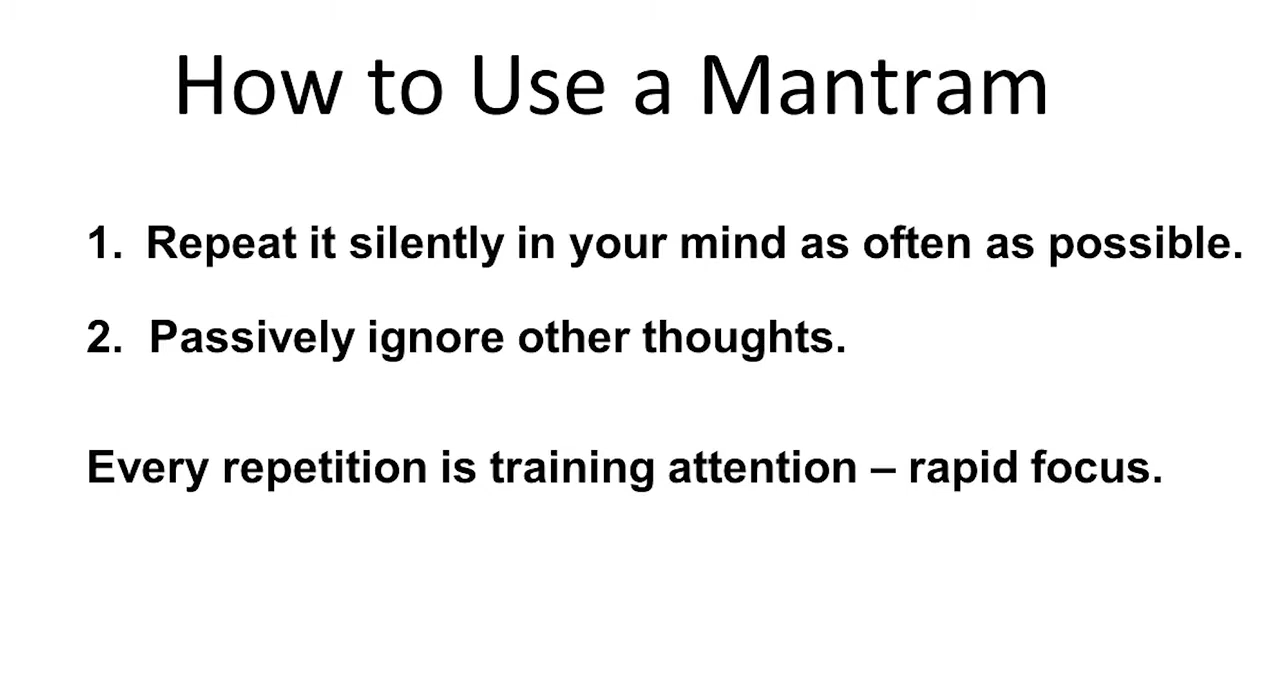 How to Use a Mantram
1. Repeat it silently in your mind as often as possible.
2. Passively ignore other thoughts.
Every repetition is training attention – rapid focus.